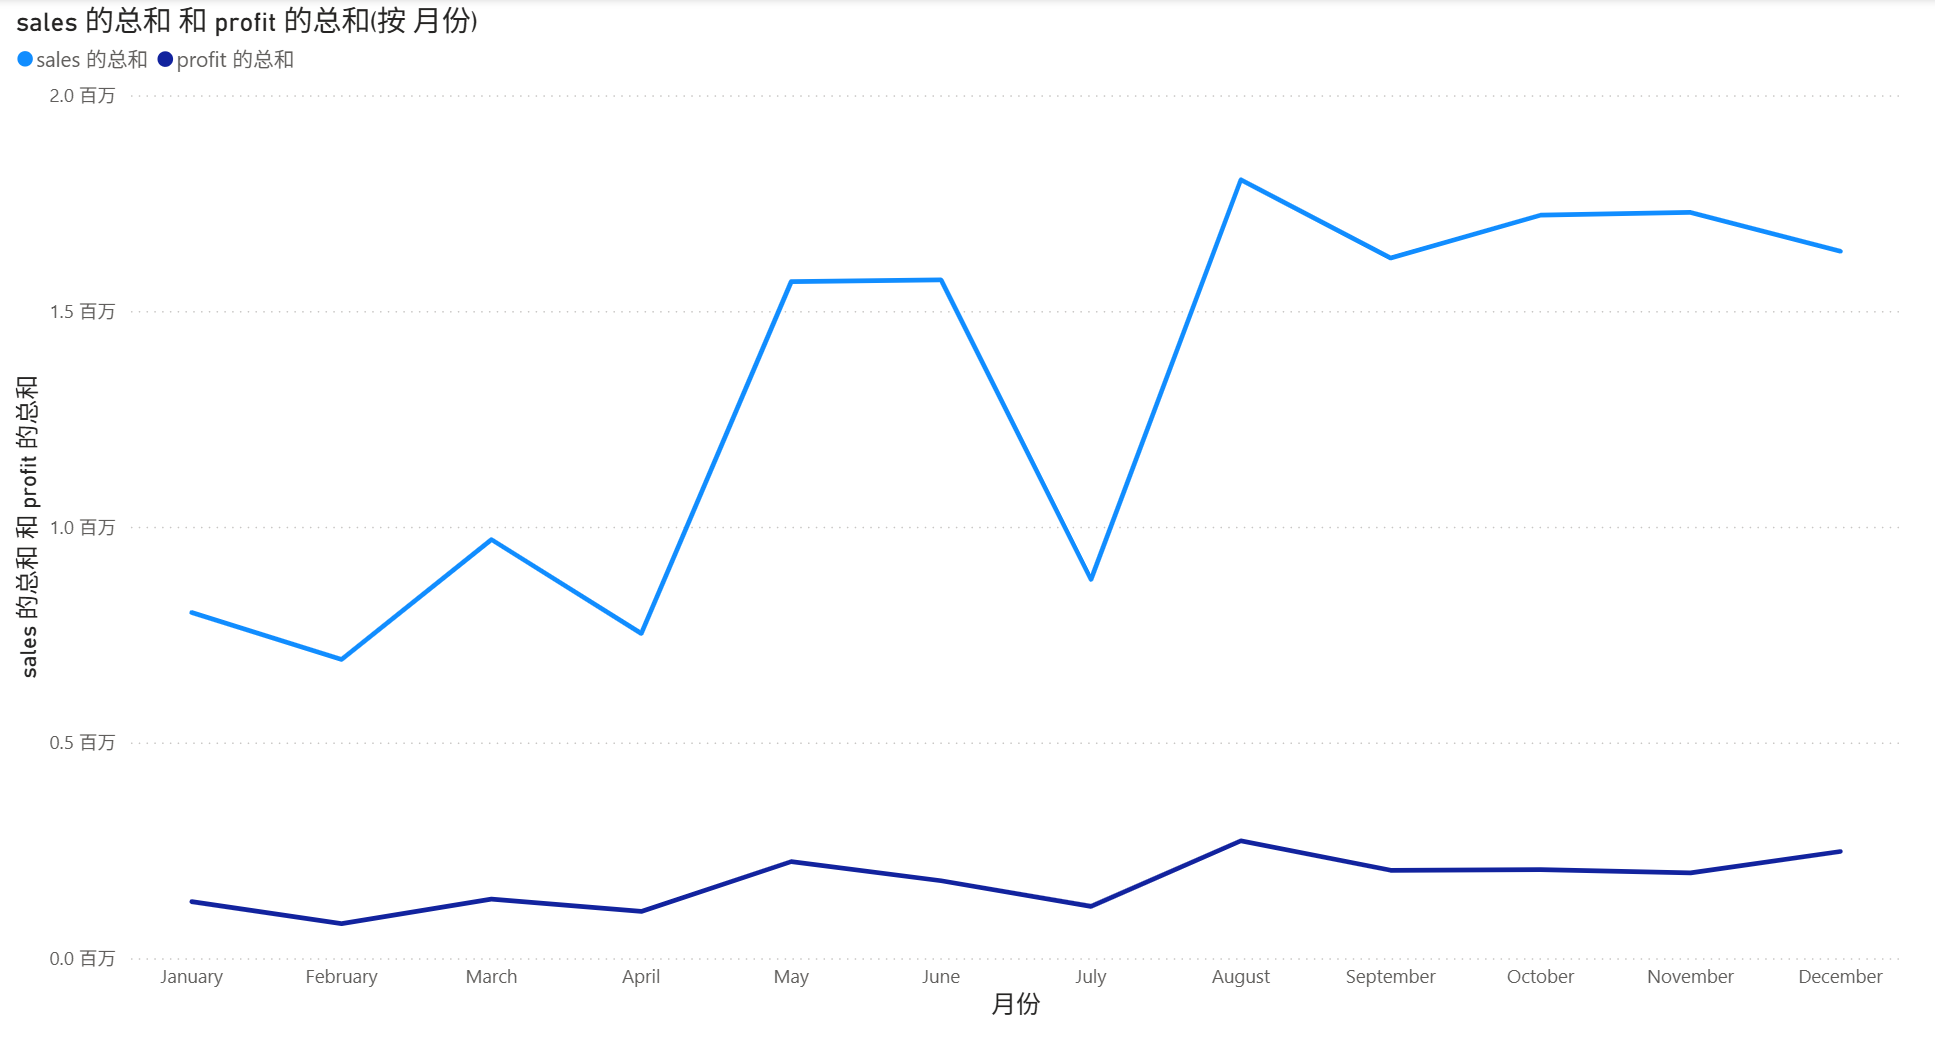 sales 的总和 和 profit 的总和(按 月份)
sales 的总和 profit 的总和
2.0 百万
1.5 百万
1.0 百万
0.5 百万
0.0 百万
sales 的总和 和 profit 的总和
January February March April May June July August September October November December
月份